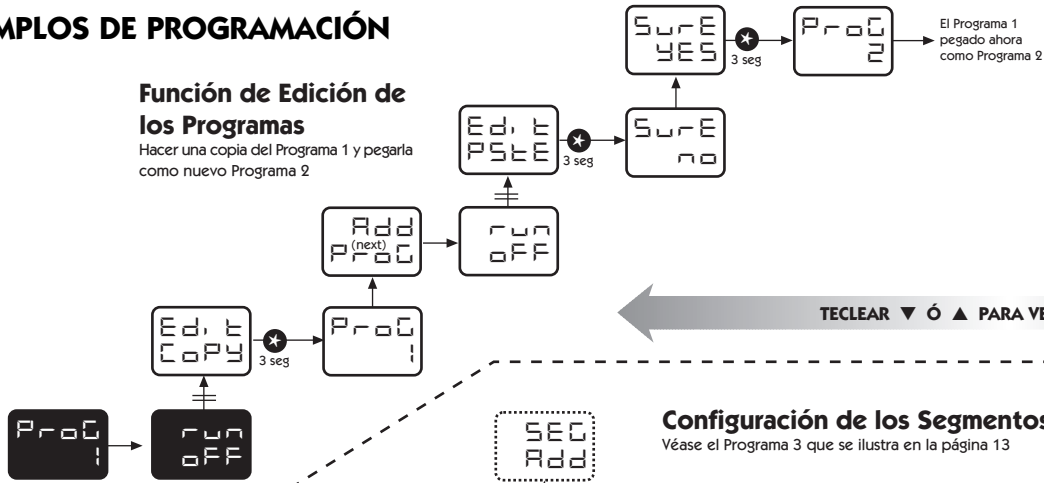 MPLOS DE PROGRAMACIÓN
Función de Edición de
los Programas
Hacer una copia del Programa 1 y pegarla
como nuevo Programa 2
SurE
YES
3 seg
ProG
2
El Programa 1
pegado ahora
como Programa 2
Edit
PStE
3 seg
SurE
no
Add
(next)
ProG
run
oFF
Edit
CoPY
3 seg
ProG
1
TECLEAR ▼ Ó ▲ PARA VE
ProG
1
run
oFF
SEG
Add
Configuración de los Segmentos
Véase el Programa 3 que se ilustra en la página 13